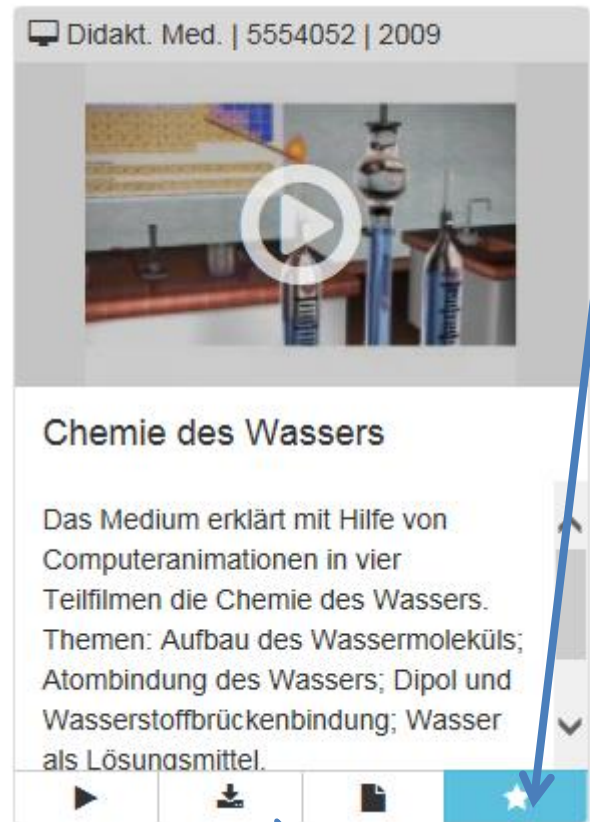 Didakt. Med. | 5554052 | 2009
Chemie des Wassers
Das Medium erklärt mit Hilfe von
Computeranimationen in vier
Teilfilmen die Chemie des Wassers.
Themen: Aufbau des Wassermoleküls;
Atombindung des Wassers; Dipol und
Wasserstoffbrückenbindung; Wasser
als Lösungsmittel.